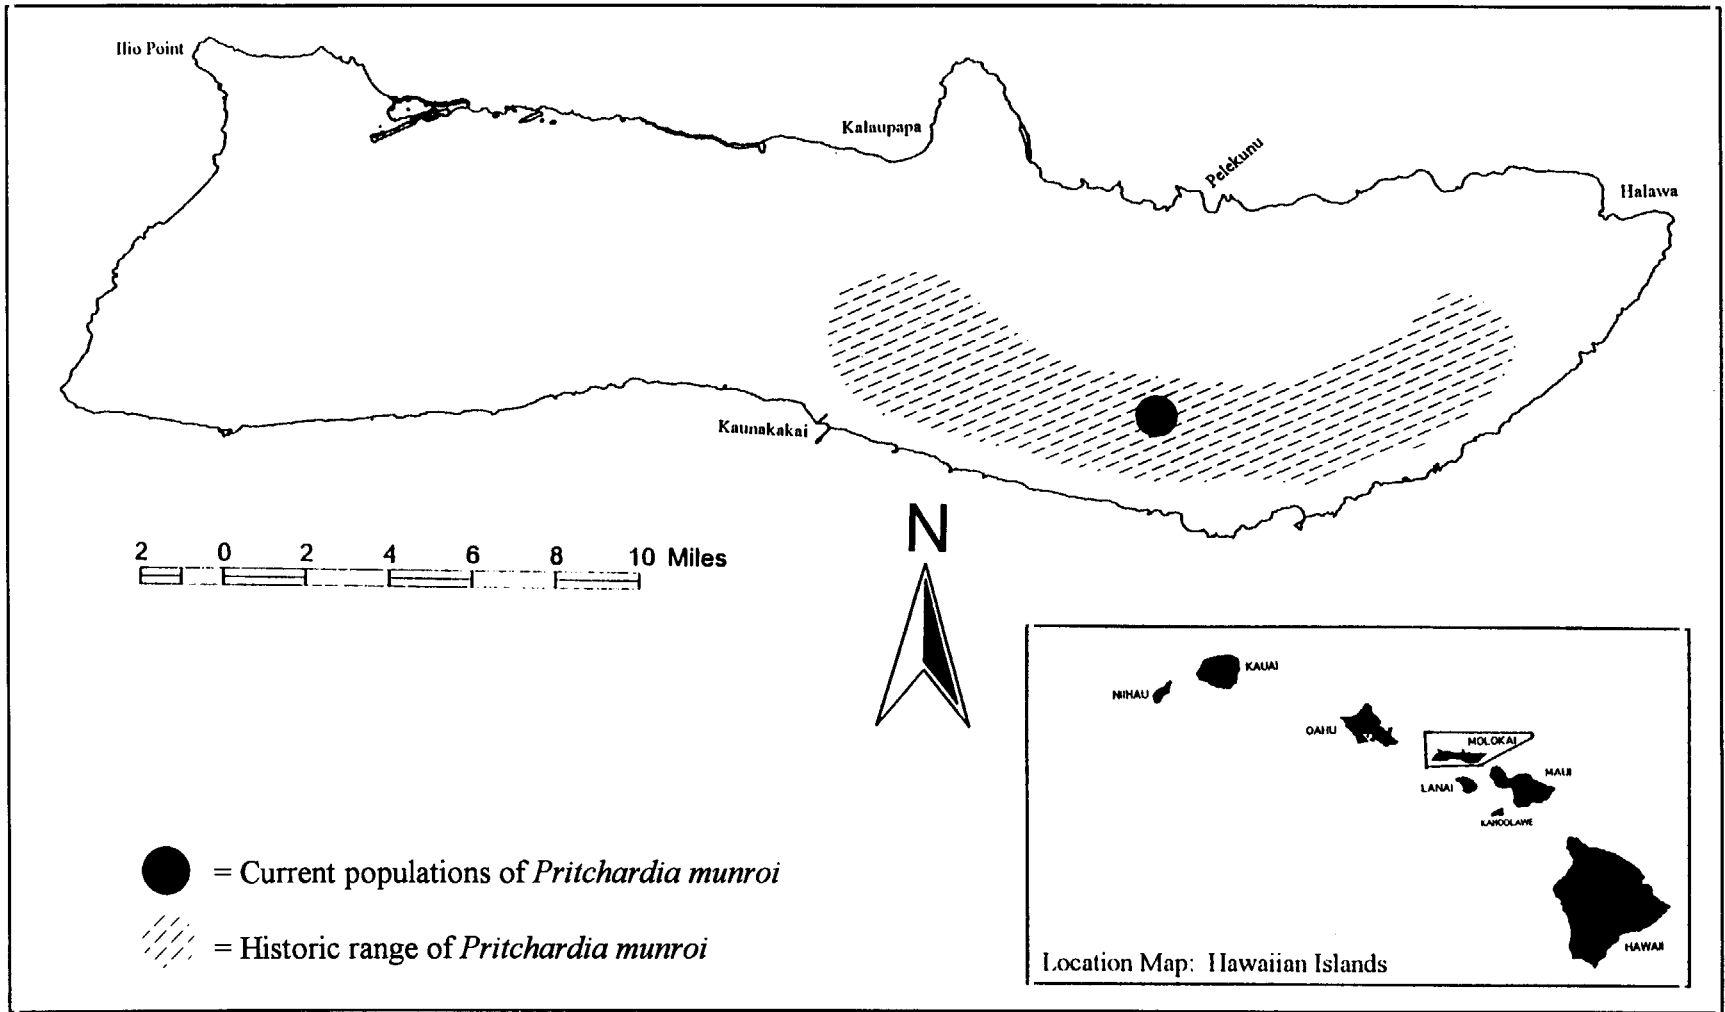 Ilio Point
Kalaupapa
Pelekunu
Halawa
Kaunakakai
N
2 0 2 4 6 8 10 Miles
= Current populations of Pritchardia munroi
= Historic range of Pritchardia munroi
KAUAI
NIIHAU
OAHU
MOLOKAI
MAUI
LANAI
KAHOOLAWE
HAWAII
Location Map: Hawaiian Islands